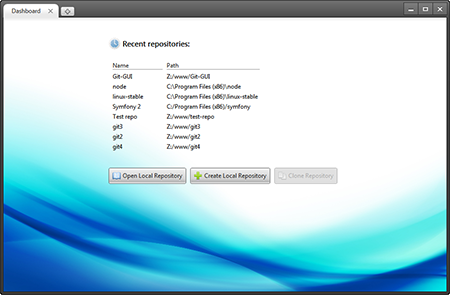 Dashboard
Recent repositories:
Name Path
Git-GUI Z:/www/Git-GUI
node C:\Program Files (x86)\node
linux-stable C:\Program Files (x86)\linux-stable
Symfony 2 C:\Program Files (x86)/symfony
Test repo Z:/www/test-repo
git3 Z:/www/git3
git2 Z:/www/git2
git4 Z:/www/git4
Open Local Repository Create Local Repository Clone Repository